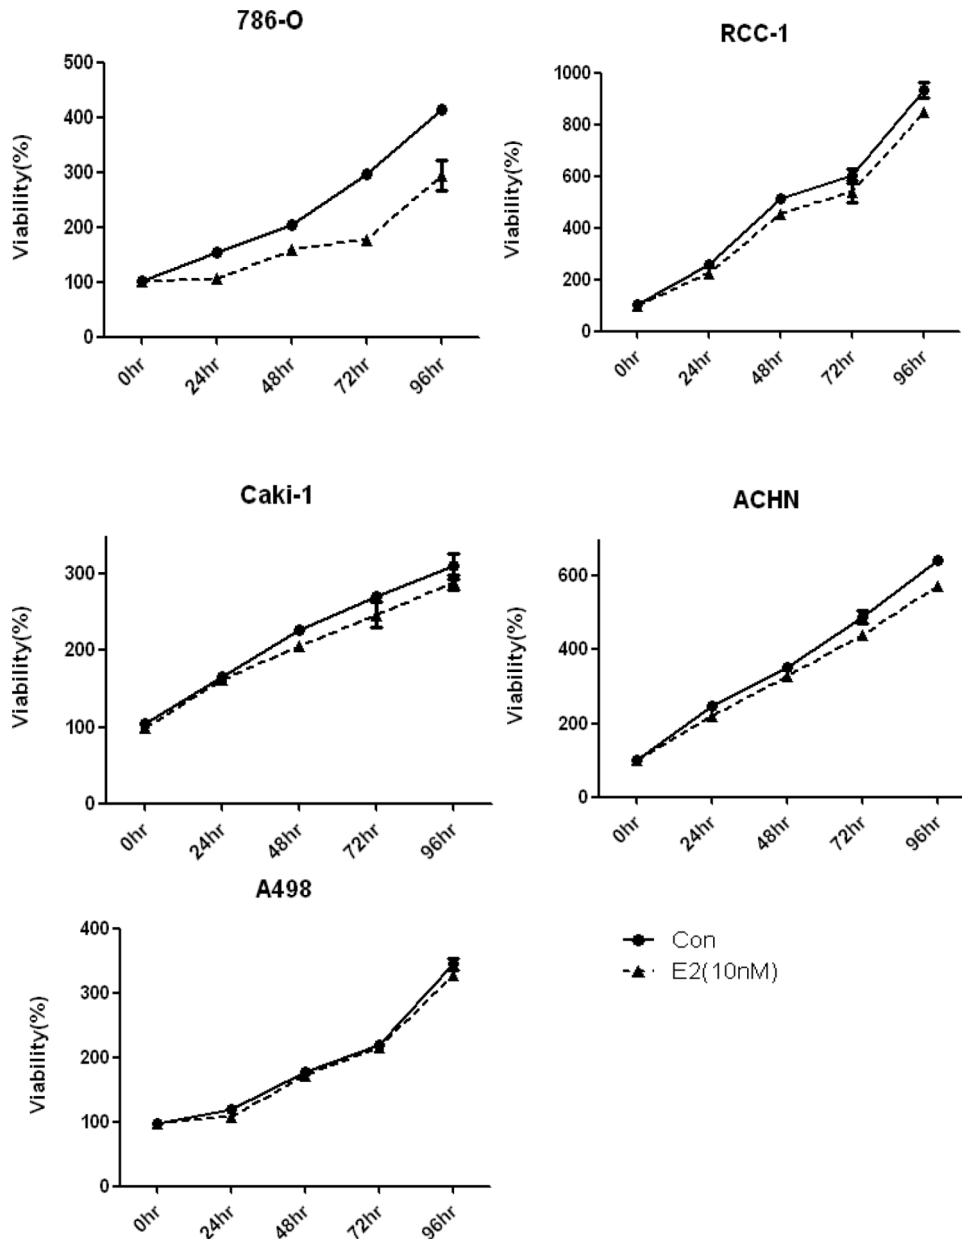 786-O
Viability(%)
500
400
300
200
100
0
0hr
24hr
48hr
72hr
96hr
RCC-1
Viability(%)
1000
800
600
400
200
0
0hr
24hr
48hr
72hr
96hr
Caki-1
Viability(%)
300
200
100
0
0hr
24hr
48hr
72hr
96hr
ACHN
Viability(%)
600
400
200
0
0hr
24hr
48hr
72hr
96hr
A498
Viability(%)
400
300
200
100
0
0hr
24hr
48hr
72hr
96hr
Con
E2(10nM)